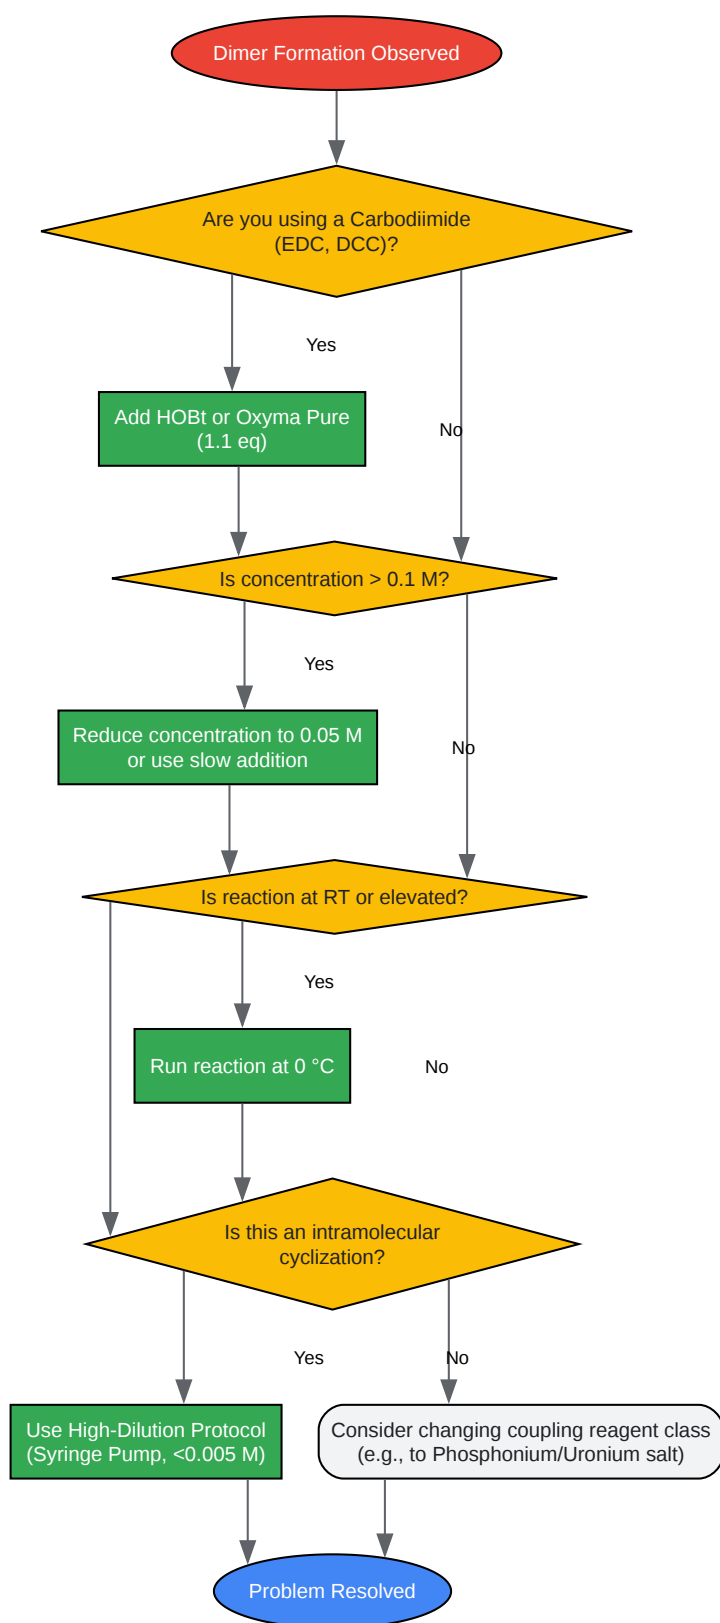 Dimer Formation Observed
Are you using a Carbodiimide
(EDC, DCC)?
Yes
Add HOBt or Oxyma Pure
(1.1 eq)
No
Is concentration > 0.1 M?
Yes
Reduce concentration to 0.05 M
or use slow addition
No
Is reaction at RT or elevated?
Yes
Run reaction at 0 °C
No
Is this an intramolecular
cyclization?
Yes
No
Use High-Dilution Protocol
(Syringe Pump, <0.005 M)
Consider changing coupling reagent class
(e.g., to Phosphonium/Uronium salt)
Problem Resolved